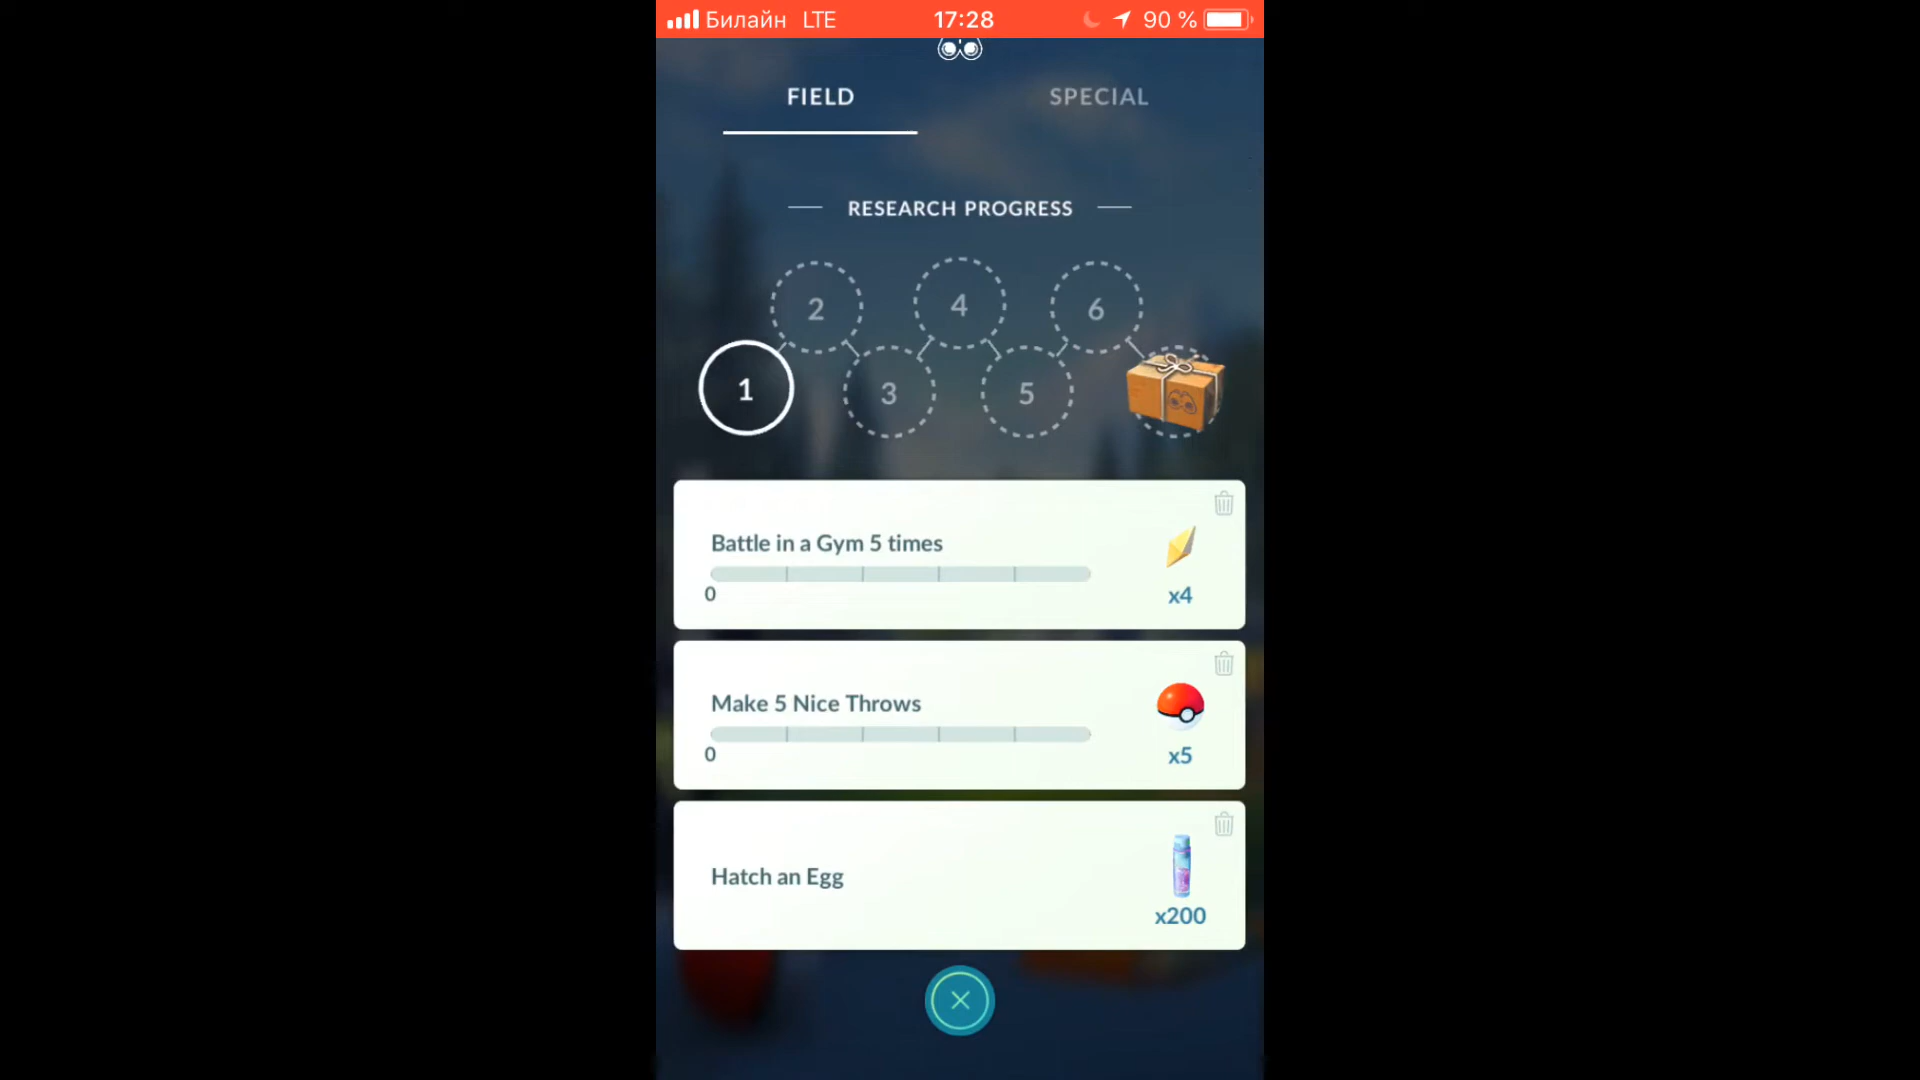 Билайн LTE 17:28 90 %
FIELD SPECIAL
RESEARCH PROGRESS
2 4 6
1 3 5
Battle in a Gym 5 times
0 x4
Make 5 Nice Throws
0 x5
Hatch an Egg
x200